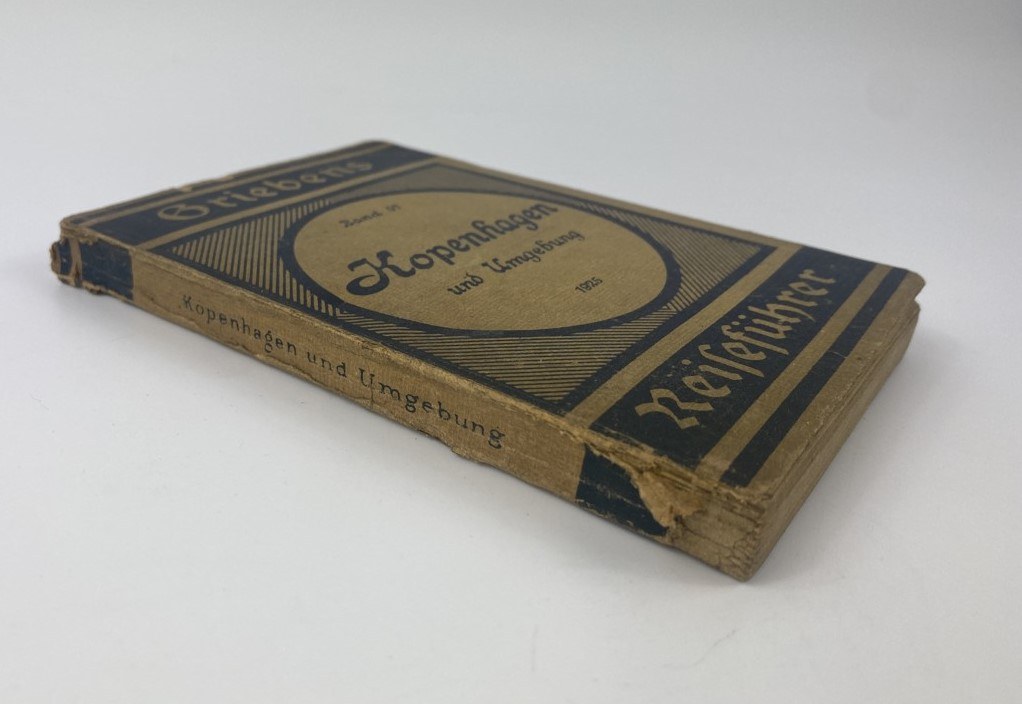 Griebens
Band 91
Kopenhagen
und Umgebung
1925
Reiseführer
Kopenhagen und Umgebung